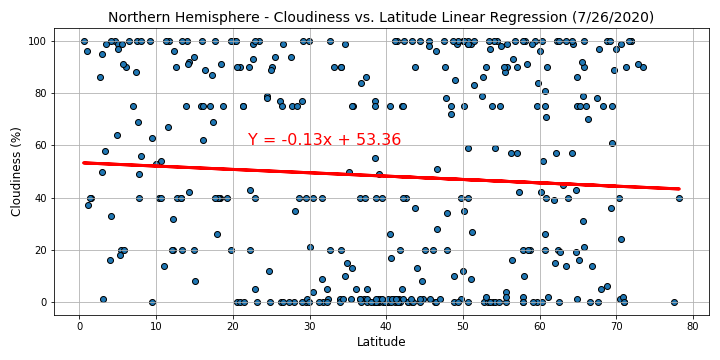 Northern Hemisphere - Cloudiness vs. Latitude Linear Regression (7/26/2020)
Cloudiness (%)
100
80
60
40
20
0
Y = -0.13x + 53.36
0 10 20 30 40 50 60 70 80
Latitude